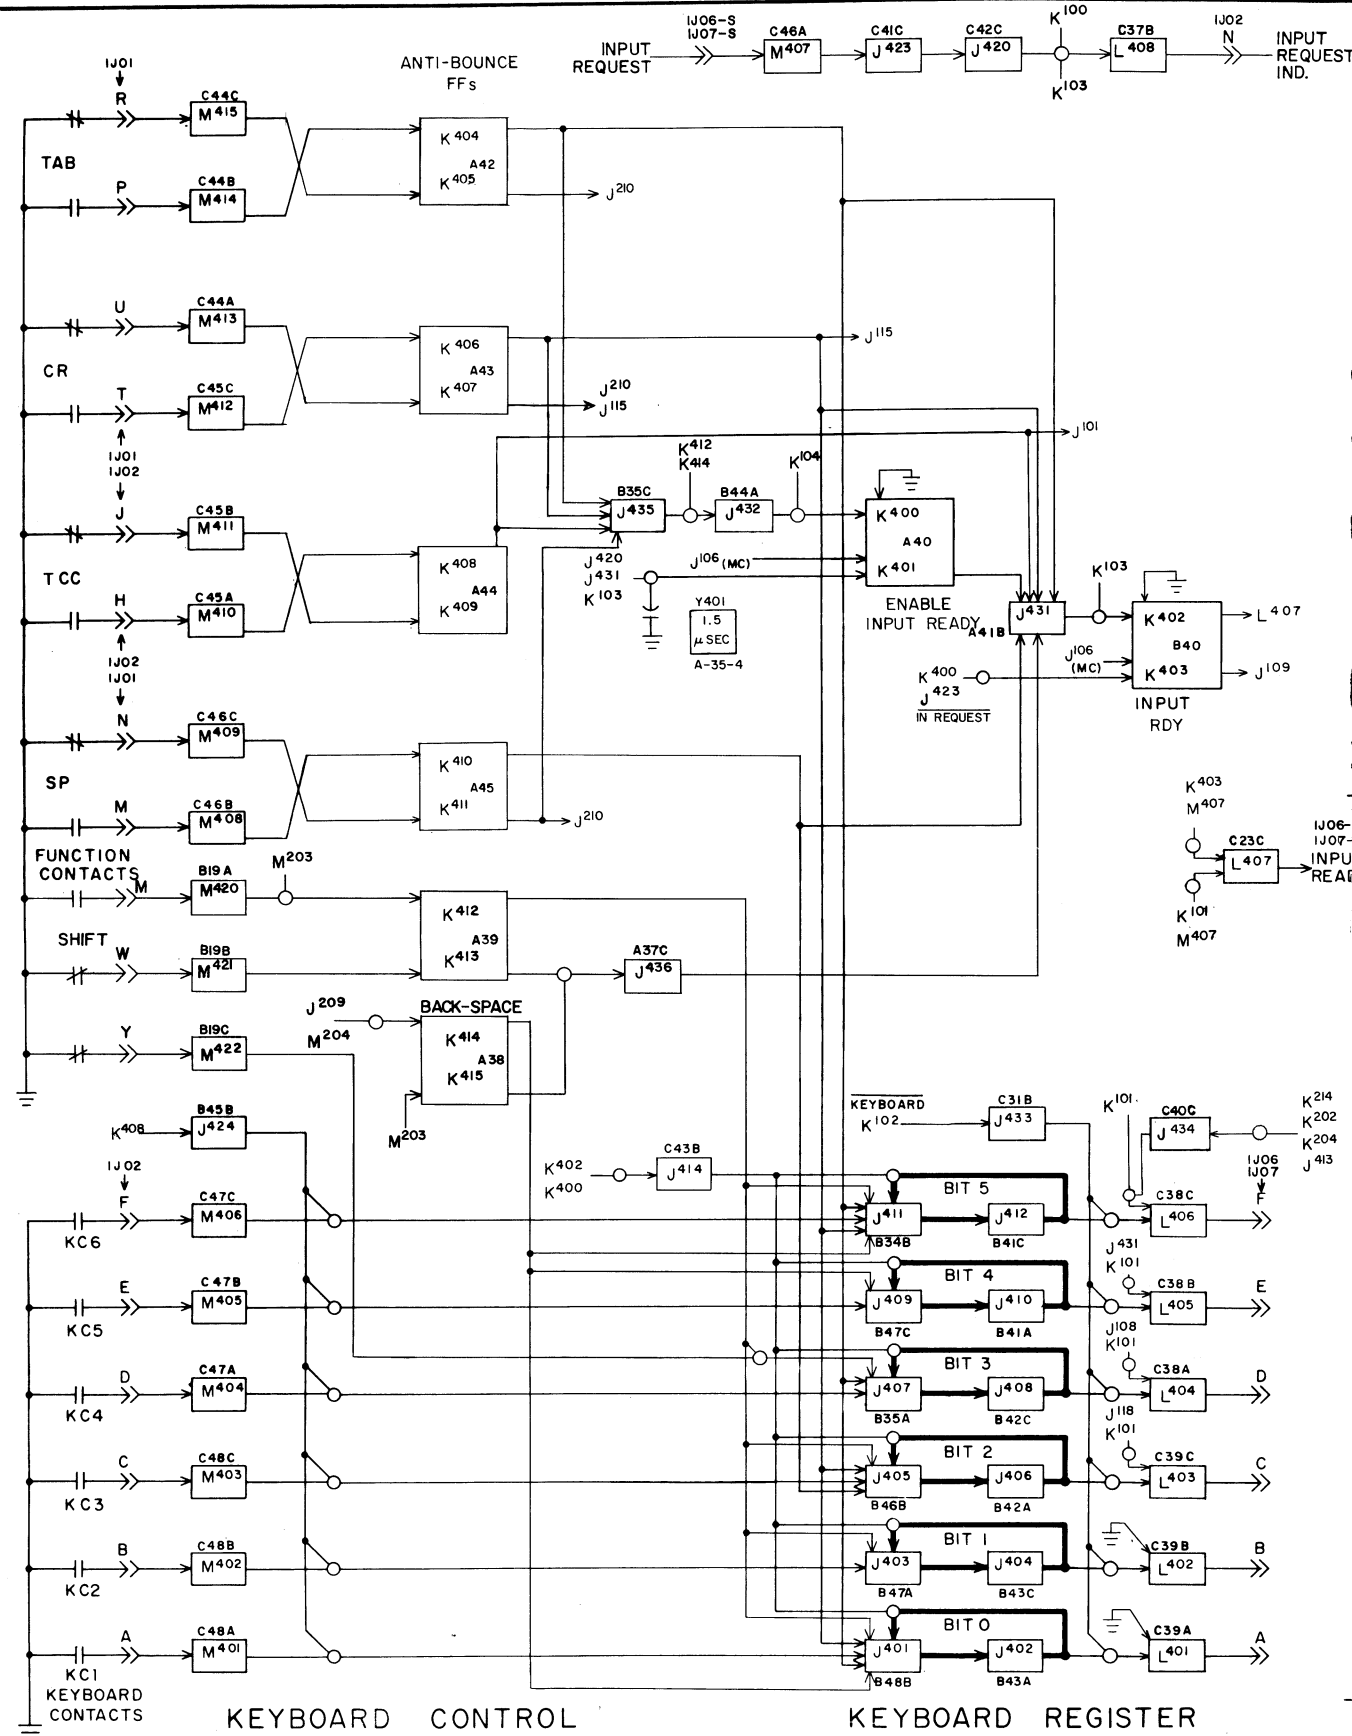 1J06-S
1J07-S
C46A
C41C
C42C
K100
C37B
1J02
N
INPUT
REQUEST
M407
J423
J420
L408
INPUT
REQUEST
IND.
K103
1J01
ANTI-BOUNCE
FFs
R
C44C
M415
TAB
K404
A42
K405
P
C44B
M414
J210
U
C44A
M413
K406
A43
K407
J115
CR
T
C45C
M412
J210
J115
1J01
1J02
J101
K412
K414
K104
J
C45B
M411
B35C
J435
B44A
J432
K400
A40
K401
TCC
K408
A44
K409
J420
J431
K103
J106 (MC)
K103
H
C45A
M410
Y401
1.5
µ SEC
A-35-4
ENABLE
INPUT READY
J431
A41B
K402
B40
K403
L407
1J02
1J01
J106
(MC)
K400
J423
IN REQUEST
J109
INPUT
RDY
N
C46C
M409
K410
A45
K411
SP
M
C46B
M408
J210
K403
M407
FUNCTION
CONTACTS
M
B19A
M420
M203
C23C
L407
1J06-
1J07-
K412
A39
K413
K101
M407
SHIFT
W
B19B
M421
A37C
J436
J209
M204
BACK-SPACE
Y
B19C
M422
K414
A38
K415
M203
B45B
K408
J424
KEYBOARD
K102
C31B
J433
K101
C40C
J434
K214
K202
K204
J413
1J02
F
C47C
M406
KC6
K402
K400
C43B
J414
BIT 5
J411
B34B
J412
B41C
C38C
L406
1J06
1J07
F
E
C47B
M405
KC5
BIT 4
J409
B47C
J410
B41A
J431
K101
C38B
L405
E
D
C47A
M404
KC4
BIT 3
J407
B35A
J408
B42C
J108
K101
C38A
L404
D
C
C48C
M403
KC3
BIT 2
J405
B46B
J406
B42A
J118
K101
C39C
L403
C
B
C48B
M402
KC2
BIT 1
J403
B47A
J404
B43C
C39B
L402
B
A
C48A
M401
KC1
KEYBOARD
CONTACTS
BIT 0
J401
B48B
J402
B43A
C39A
L401
A
KEYBOARD CONTROL
KEYBOARD REGISTER